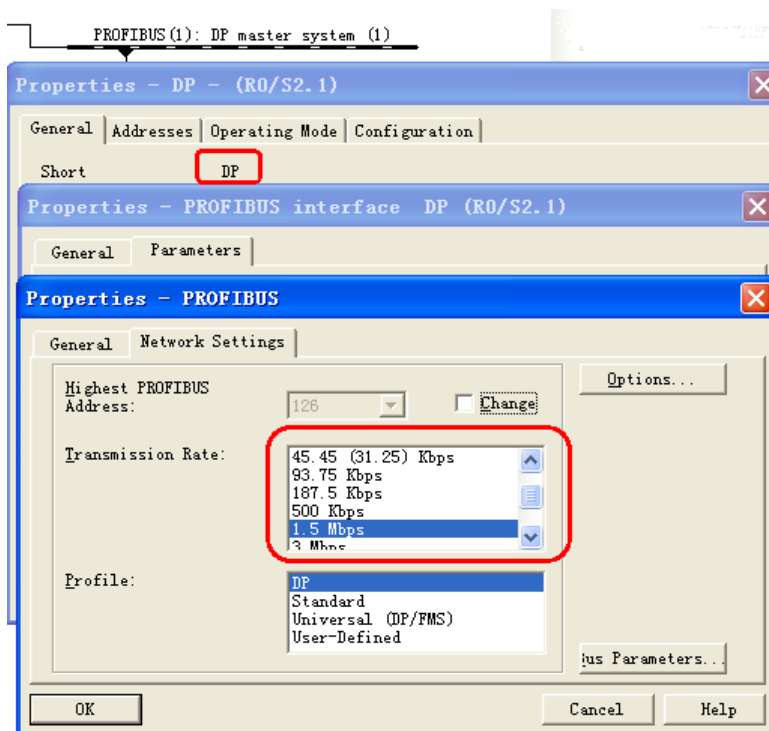 PROFIBUS(1): DP master system (1)
Properties - DP - (R0/S2.1)
General Addresses Operating Mode Configuration
Short DP
Properties - PROFIBUS interface DP (R0/S2.1)
General Parameters
Properties - PROFIBUS
General Network Settings
Highest PROFIBUS
Address:
126
Change
Options...
Transmission Rate:
45.45 (31.25) Kbps
93.75 Kbps
187.5 Kbps
500 Kbps
1.5 Mbps
3 Mbps
Profile:
DP
Standard
Universal (DP/FMS)
User-Defined
us Parameters...
OK Cancel Help